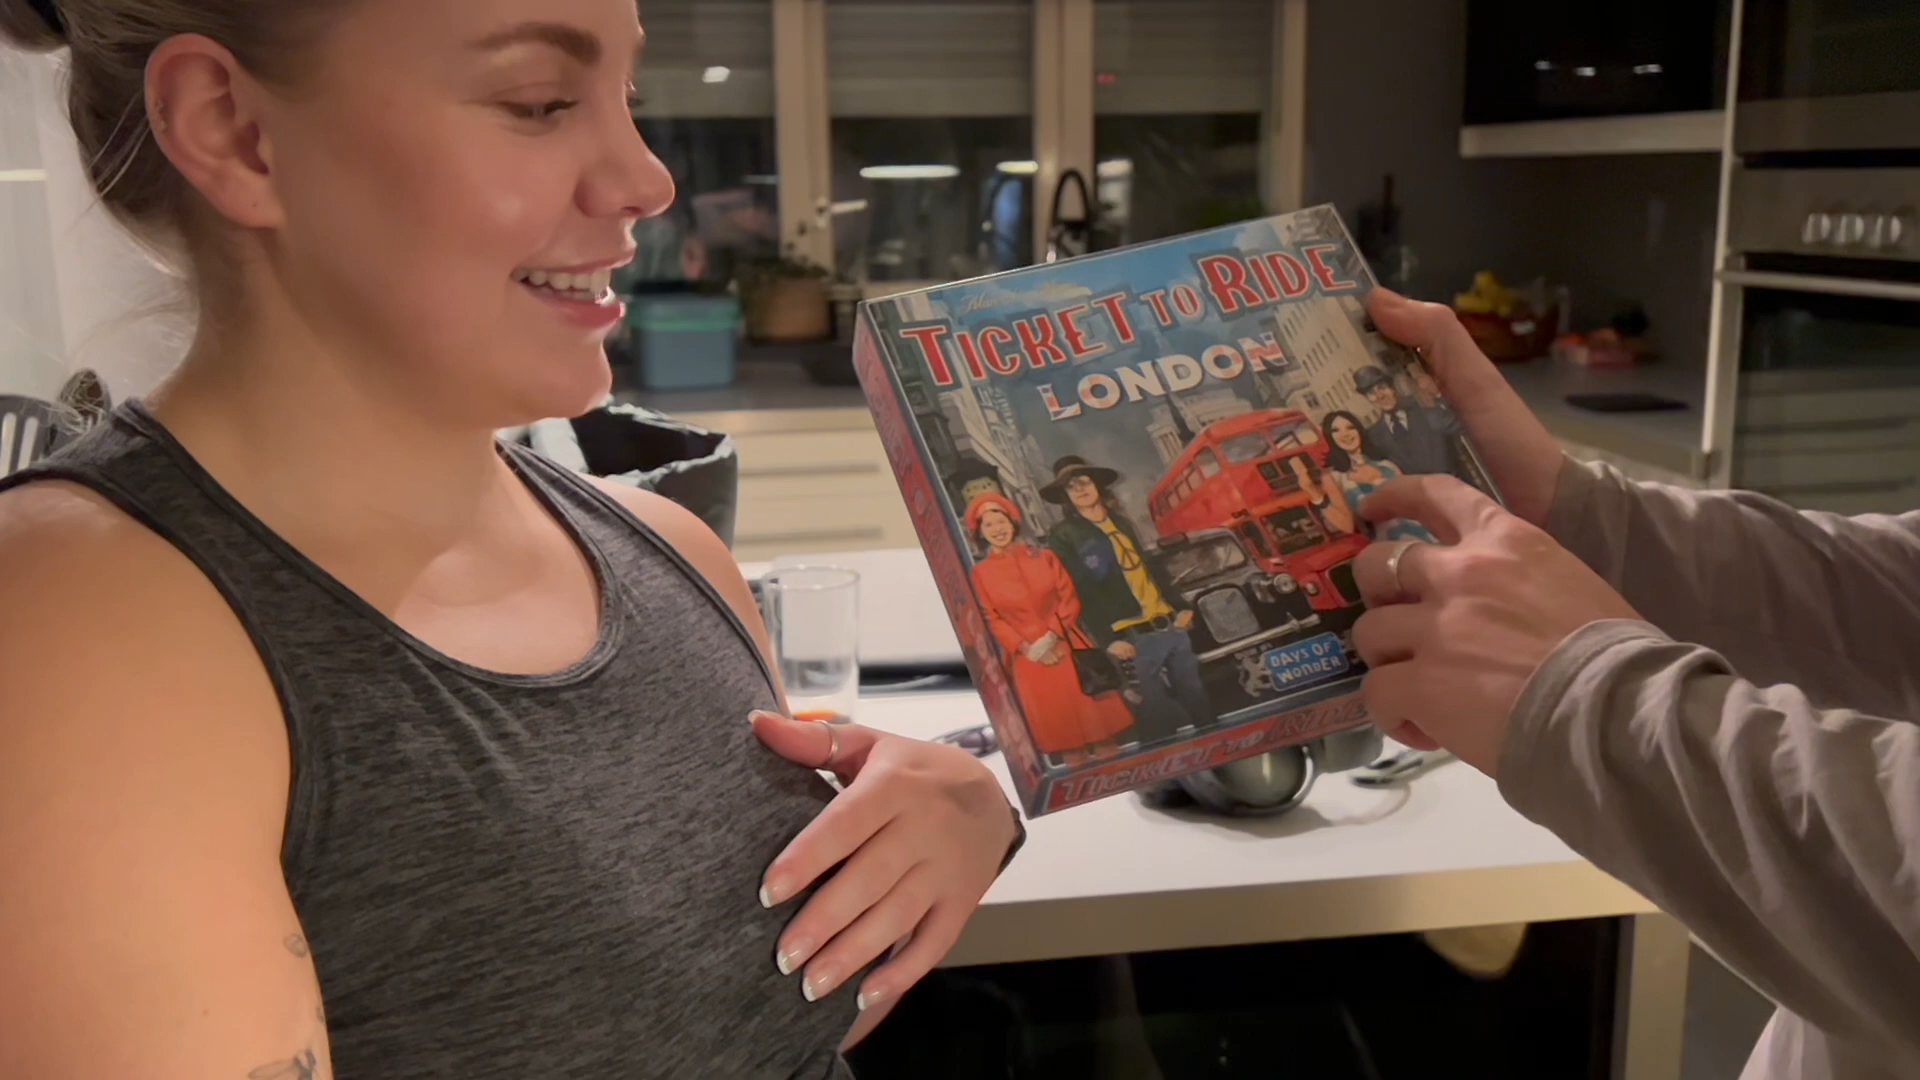 TICKET TO RIDE
LONDON
DAYS OF
WONDER
TICKET TO RIDE